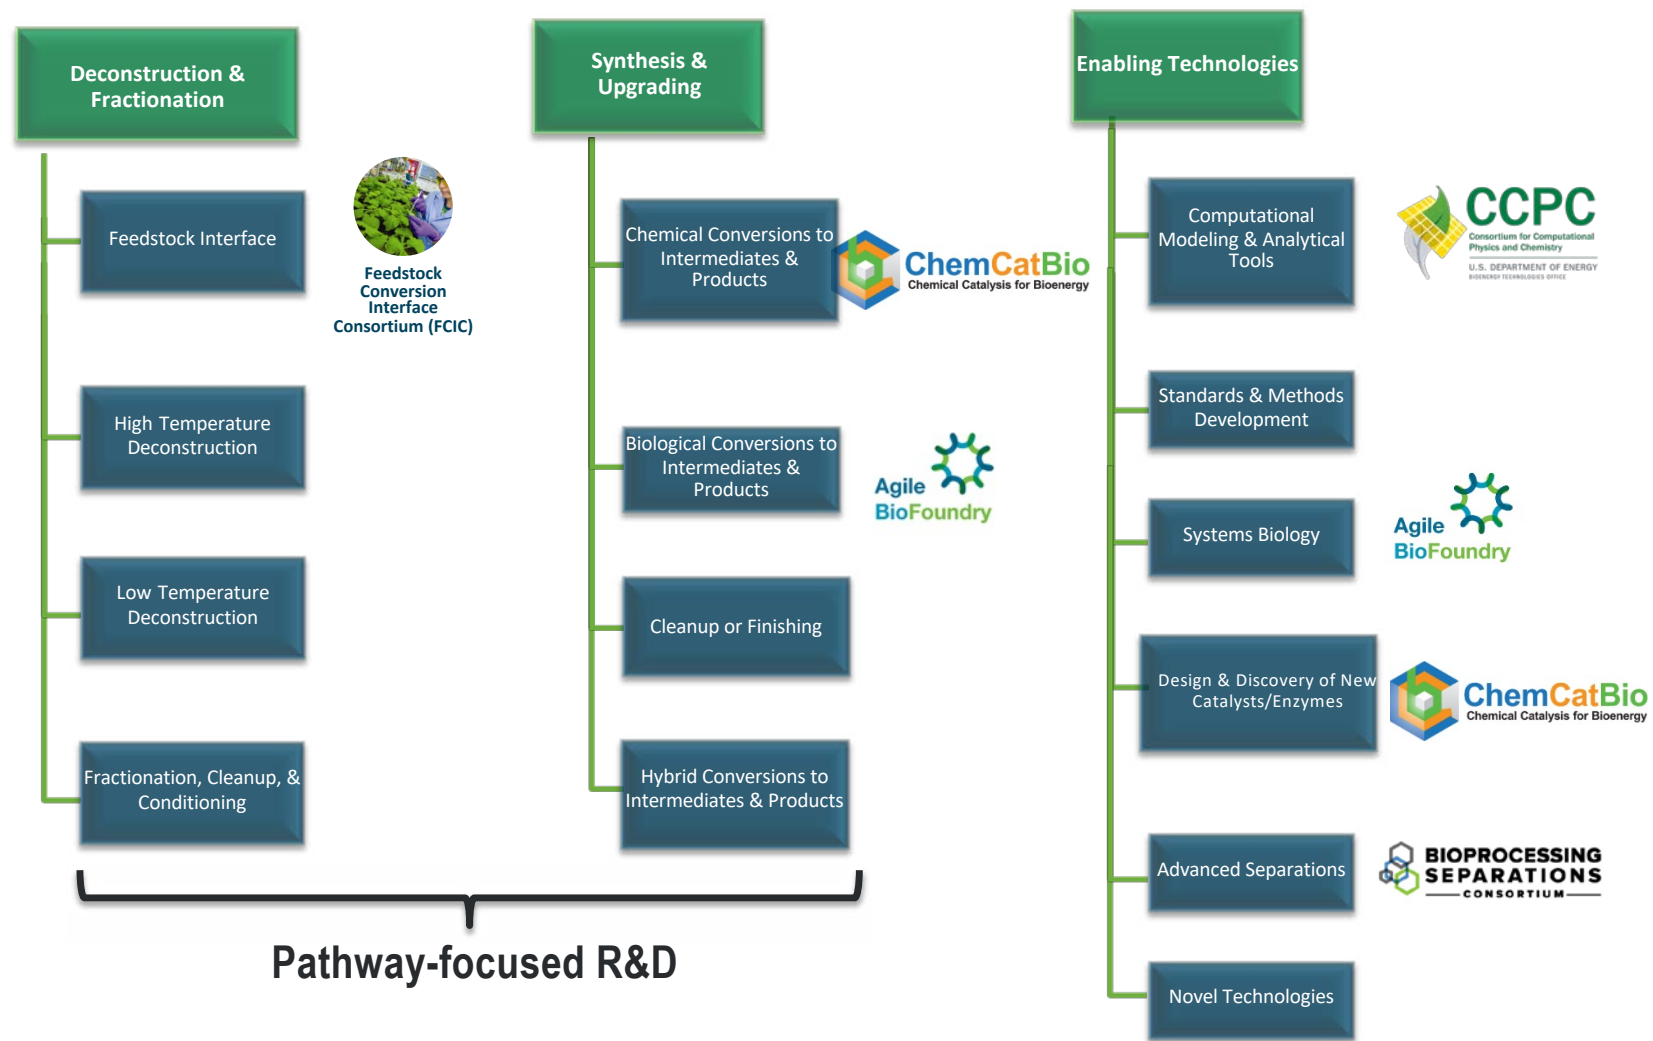 Deconstruction &
Fractionation
Feedstock Interface
Feedstock
Conversion
Interface
Consortium (FCIC)
High Temperature
Deconstruction
Low Temperature
Deconstruction
Fractionation, Cleanup, &
Conditioning
Synthesis &
Upgrading
Chemical Conversions to
Intermediates &
Products
ChemCatBio
Chemical Catalysis for Bioenergy
Biological Conversions to
Intermediates &
Products
Agile
BioFoundry
Cleanup or Finishing
Hybrid Conversions to
Intermediates & Products
Pathway-focused R&D
Enabling Technologies
Computational
Modeling & Analytical
Tools
CCPC
Consortium for Computational
Physics and Chemistry
U.S. DEPARTMENT OF ENERGY
BIOENERGY TECHNOLOGIES OFFICE
Standards & Methods
Development
Systems Biology
Agile
BioFoundry
Design & Discovery of New
Catalysts/Enzymes
ChemCatBio
Chemical Catalysis for Bioenergy
Advanced Separations
BIOPROCESSING
SEPARATIONS
CONSORTIUM
Novel Technologies